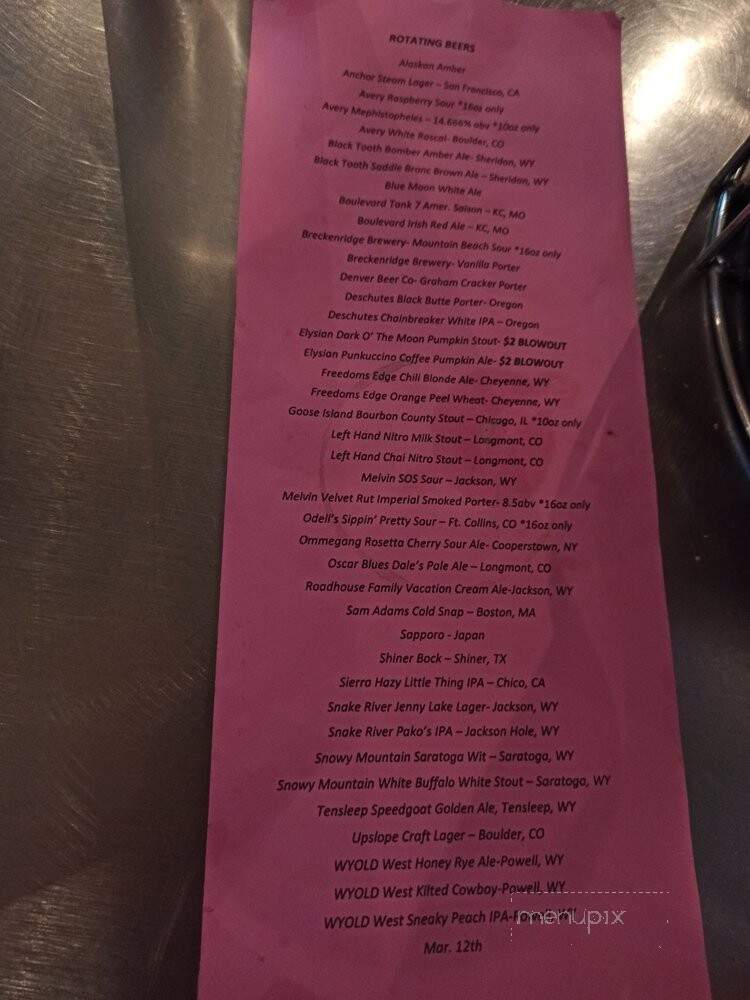 ROTATING BEERS
Alaskan Amber
Anchor Steam Lager – San Francisco, CA
Avery Raspberry Sour *16oz only
Avery Mephistopheles – 14.666% abv *10oz only
Avery White Rascal- Boulder, CO
Black Tooth Bomber Amber Ale- Sheridan, WY
Black Tooth Saddle Bronc Brown Ale – Sheridan, WY
Blue Moon White Ale
Boulevard Tank 7 Amer. Saison – KC, MO
Boulevard Irish Red Ale – KC, MO
Breckenridge Brewery- Mountain Beach Sour *16oz only
Breckenridge Brewery- Vanilla Porter
Denver Beer Co- Graham Cracker Porter
Deschutes Black Butte Porter- Oregon
Deschutes Chainbreaker White IPA – Oregon
Elysian Dark O' The Moon Pumpkin Stout- $2 BLOWOUT
Elysian Punkuccino Coffee Pumpkin Ale- $2 BLOWOUT
Freedoms Edge Chili Blonde Ale- Cheyenne, WY
Freedoms Edge Orange Peel Wheat- Cheyenne, WY
Goose Island Bourbon County Stout – Chicago, IL *10oz only
Left Hand Nitro Milk Stout – Longmont, CO
Left Hand Chai Nitro Stout – Longmont, CO
Melvin SOS Sour – Jackson, WY
Melvin Velvet Rut Imperial Smoked Porter- 8.5abv *16oz only
Odell's Sippin' Pretty Sour – Ft. Collins, CO *16oz only
Ommegang Rosetta Cherry Sour Ale- Cooperstown, NY
Oscar Blues Dale's Pale Ale – Longmont, CO
Roadhouse Family Vacation Cream Ale-Jackson, WY
Sam Adams Cold Snap – Boston, MA
Sapporo - Japan
Shiner Bock – Shiner, TX
Sierra Hazy Little Thing IPA – Chico, CA
Snake River Jenny Lake Lager- Jackson, WY
Snake River Pako's IPA – Jackson Hole, WY
Snowy Mountain Saratoga Wit – Saratoga, WY
Snowy Mountain White Buffalo White Stout – Saratoga, WY
Tensleep Speedgoat Golden Ale, Tensleep, WY
Upslope Craft Lager – Boulder, CO
WYOLD West Honey Rye Ale-Powell, WY
WYOLD West Kilted Cowboy-Powell, WY
WYOLD West Sneaky Peach IPA-Powell, WY
menupix
Mar. 12th